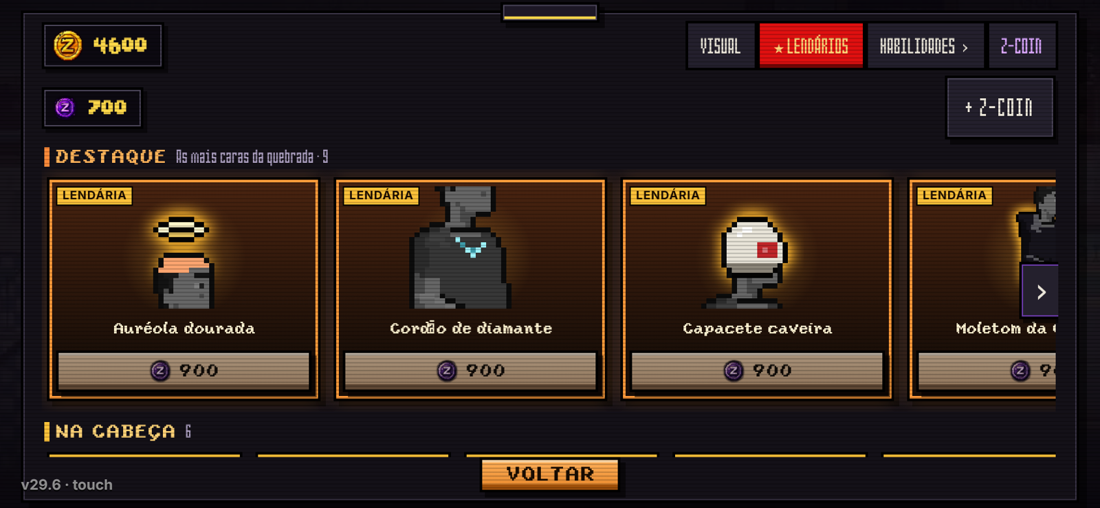 Z 4600
VISUAL
★ LENDÁRIOS
HABILIDADES ›
Z-COIN
Z 700
+ Z-COIN
DESTAQUE As mais caras da quebrada · 9
LENDÁRIA
LENDÁRIA
LENDÁRIA
LENDÁRIA
Auréola dourada
Cordão de diamante
Capacete caveira
Moletom da
Z 900
Z 900
Z 900
Z 9
NA CABEÇA 6
VOLTAR
v29.6 · touch